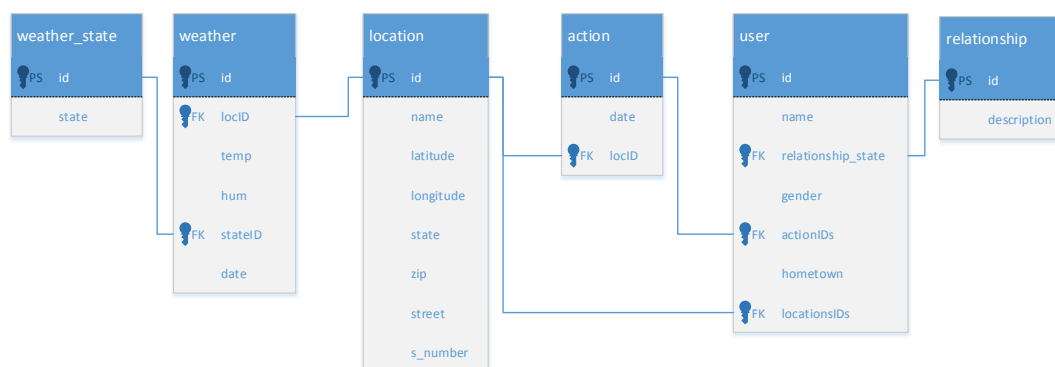 weather_state
PS id
state
weather
PS id
FK locID
temp
hum
FK stateID
date
location
PS id
name
latitude
longitude
state
zip
street
s_number
action
PS id
date
FK locID
user
PS id
name
FK relationship_state
gender
FK actionIDs
hometown
FK locationsIDs
relationship
PS id
description